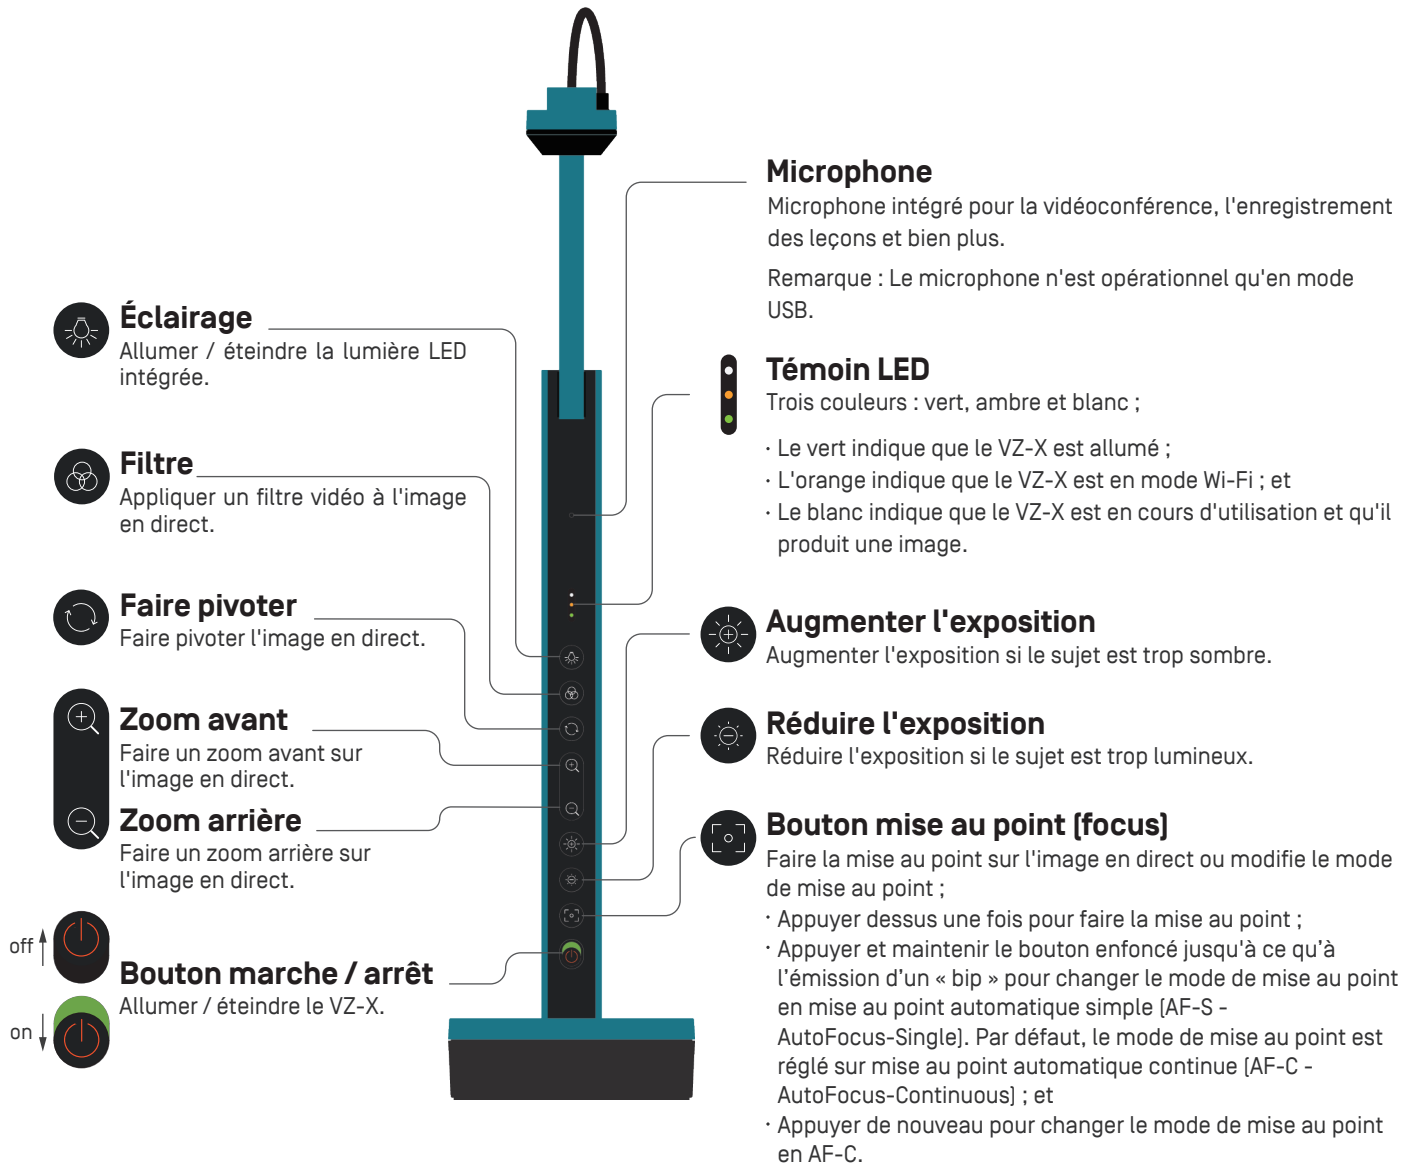 Éclairage
Allumer / éteindre la lumière LED
intégrée.
Filtre
Appliquer un filtre vidéo à l'image
en direct.
Faire pivoter
Faire pivoter l'image en direct.
Zoom avant
Faire un zoom avant sur
l'image en direct.
Zoom arrière
Faire un zoom arrière sur
l'image en direct.
off
on
Bouton marche / arrêt
Allumer / éteindre le VZ-X.
Microphone
Microphone intégré pour la vidéoconférence, l'enregistrement
des leçons et bien plus.
Remarque : Le microphone n'est opérationnel qu'en mode
USB.
Témoin LED
Trois couleurs : vert, ambre et blanc ;
· Le vert indique que le VZ-X est allumé ;
· L'orange indique que le VZ-X est en mode Wi-Fi ; et
· Le blanc indique que le VZ-X est en cours d'utilisation et qu'il
produit une image.
Augmenter l'exposition
Augmenter l'exposition si le sujet est trop sombre.
Réduire l'exposition
Réduire l'exposition si le sujet est trop lumineux.
Bouton mise au point (focus)
Faire la mise au point sur l'image en direct ou modifie le mode
de mise au point ;
· Appuyer dessus une fois pour faire la mise au point ;
· Appuyer et maintenir le bouton enfoncé jusqu'à ce qu’à
l’émission d’un « bip » pour changer le mode de mise au point
en mise au point automatique simple (AF-S -
AutoFocus-Single). Par défaut, le mode de mise au point est
réglé sur mise au point automatique continue (AF-C -
AutoFocus-Continuous) ; et
· Appuyer de nouveau pour changer le mode de mise au point
en AF-C.